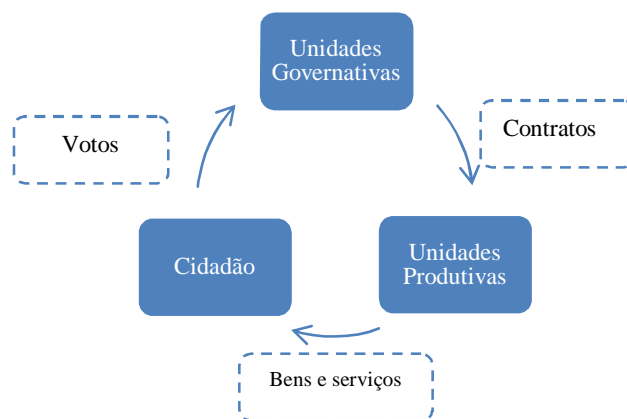 Unidades
Governativas
Votos
Contratos
Cidadão
Unidades
Produtivas
Bens e serviços